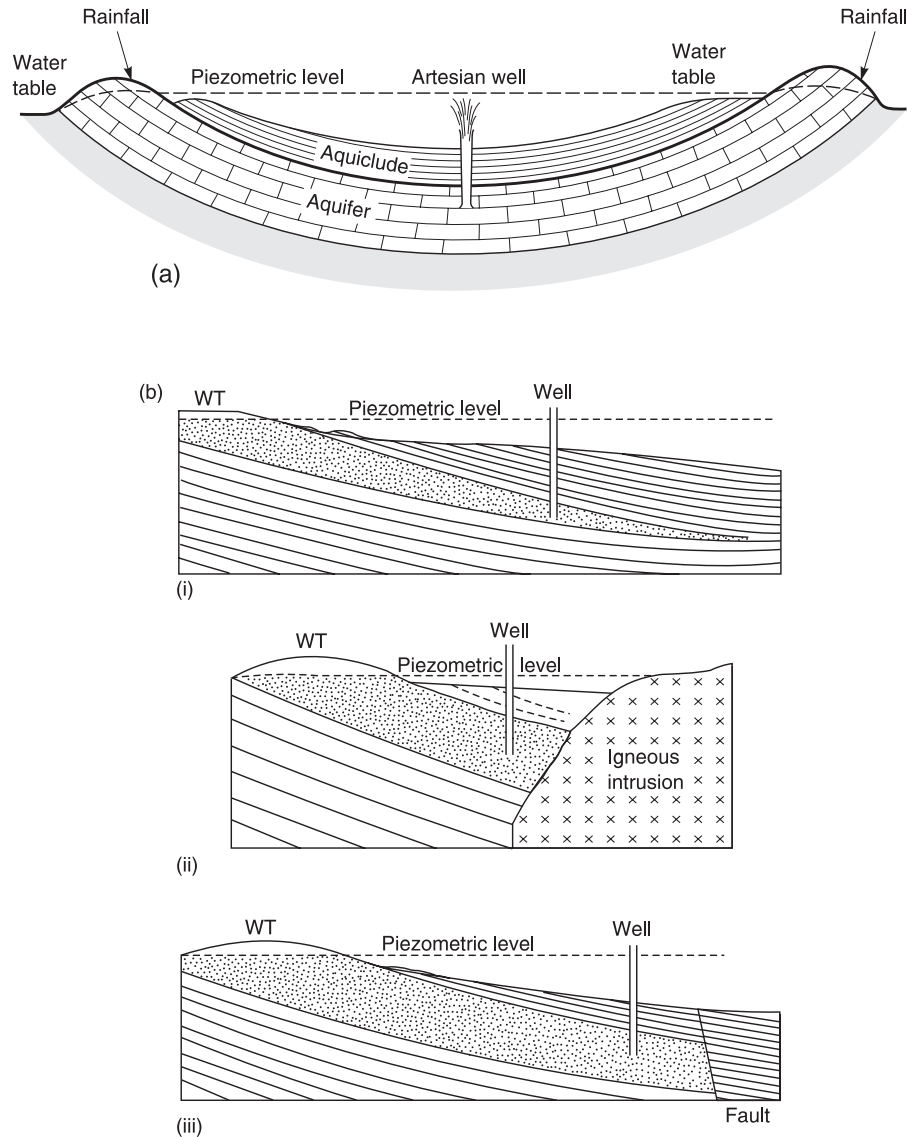 Rainfall
Rainfall
Water
table
Piezometric level
Artesian well
Water
table
Aquiclude
Aquifer
(a)
(b)
WT
Piezometric level
Well
(i)
WT
Well
Piezometric level
Igneous
intrusion
(ii)
WT
Piezometric level
Well
Fault
(iii)